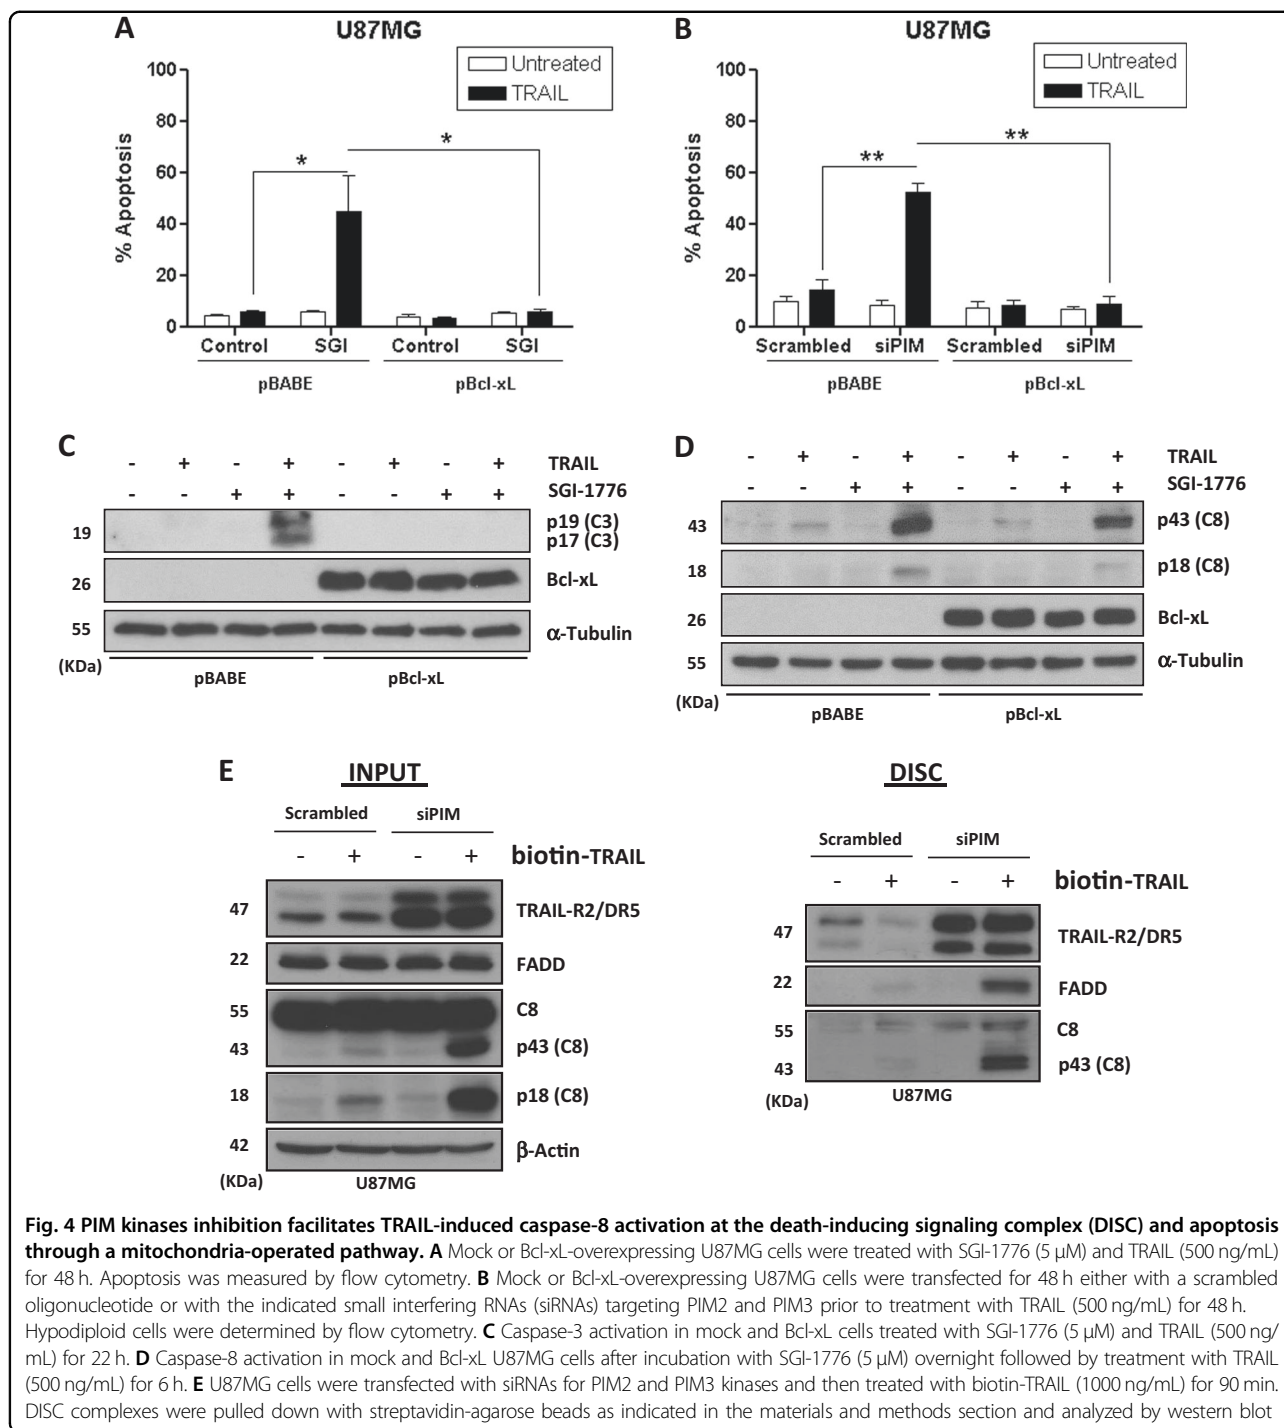 A
U87MG
Untreated
TRAIL
% Apoptosis
100
80
60
40
20
0
*
*
Control
SGI
Control
SGI
pBABE
pBcl-xL
B
U87MG
Untreated
TRAIL
% Apoptosis
100
80
60
40
20
0
**
**
Scrambled
siPIM
Scrambled
siPIM
pBABE
pBcl-xL
C
- + - + - + - + TRAIL
- - + + - - + + SGI-1776
19
p19 (C3)
p17 (C3)
26 Bcl-xL
55 α-Tubulin
(KDa)
pBABE
pBcl-xL
D
- + - + - + - + TRAIL
- - + + - - + + SGI-1776
43 p43 (C8)
18 p18 (C8)
26 Bcl-xL
55 α-Tubulin
(KDa)
pBABE
pBcl-xL
E
INPUT
Scrambled siPIM
- + - + biotin-TRAIL
47 TRAIL-R2/DR5
22 FADD
55 C8
43 p43 (C8)
18 p18 (C8)
42 β-Actin
(KDa)
U87MG
DISC
Scrambled siPIM
- + - + biotin-TRAIL
47 TRAIL-R2/DR5
22 FADD
55 C8
43 p43 (C8)
(KDa)
U87MG
Fig. 4 PIM kinases inhibition facilitates TRAIL-induced caspase-8 activation at the death-inducing signaling complex (DISC) and apoptosis
through a mitochondria-operated pathway. A Mock or Bcl-xL-overexpressing U87MG cells were treated with SGI-1776 (5 µM) and TRAIL (500 ng/mL)
for 48 h. Apoptosis was measured by flow cytometry. B Mock or Bcl-xL-overexpressing U87MG cells were transfected for 48 h either with a scrambled
oligonucleotide or with the indicated small interfering RNAs (siRNAs) targeting PIM2 and PIM3 prior to treatment with TRAIL (500 ng/mL) for 48 h.
Hypodiploid cells were determined by flow cytometry. C Caspase-3 activation in mock and Bcl-xL cells treated with SGI-1776 (5 µM) and TRAIL (500 ng/
mL) for 22 h. D Caspase-8 activation in mock and Bcl-xL U87MG cells after incubation with SGI-1776 (5 µM) overnight followed by treatment with TRAIL
(500 ng/mL) for 6 h. E U87MG cells were transfected with siRNAs for PIM2 and PIM3 kinases and then treated with biotin-TRAIL (1000 ng/mL) for 90 min.
DISC complexes were pulled down with streptavidin-agarose beads as indicated in the materials and methods section and analyzed by western blot